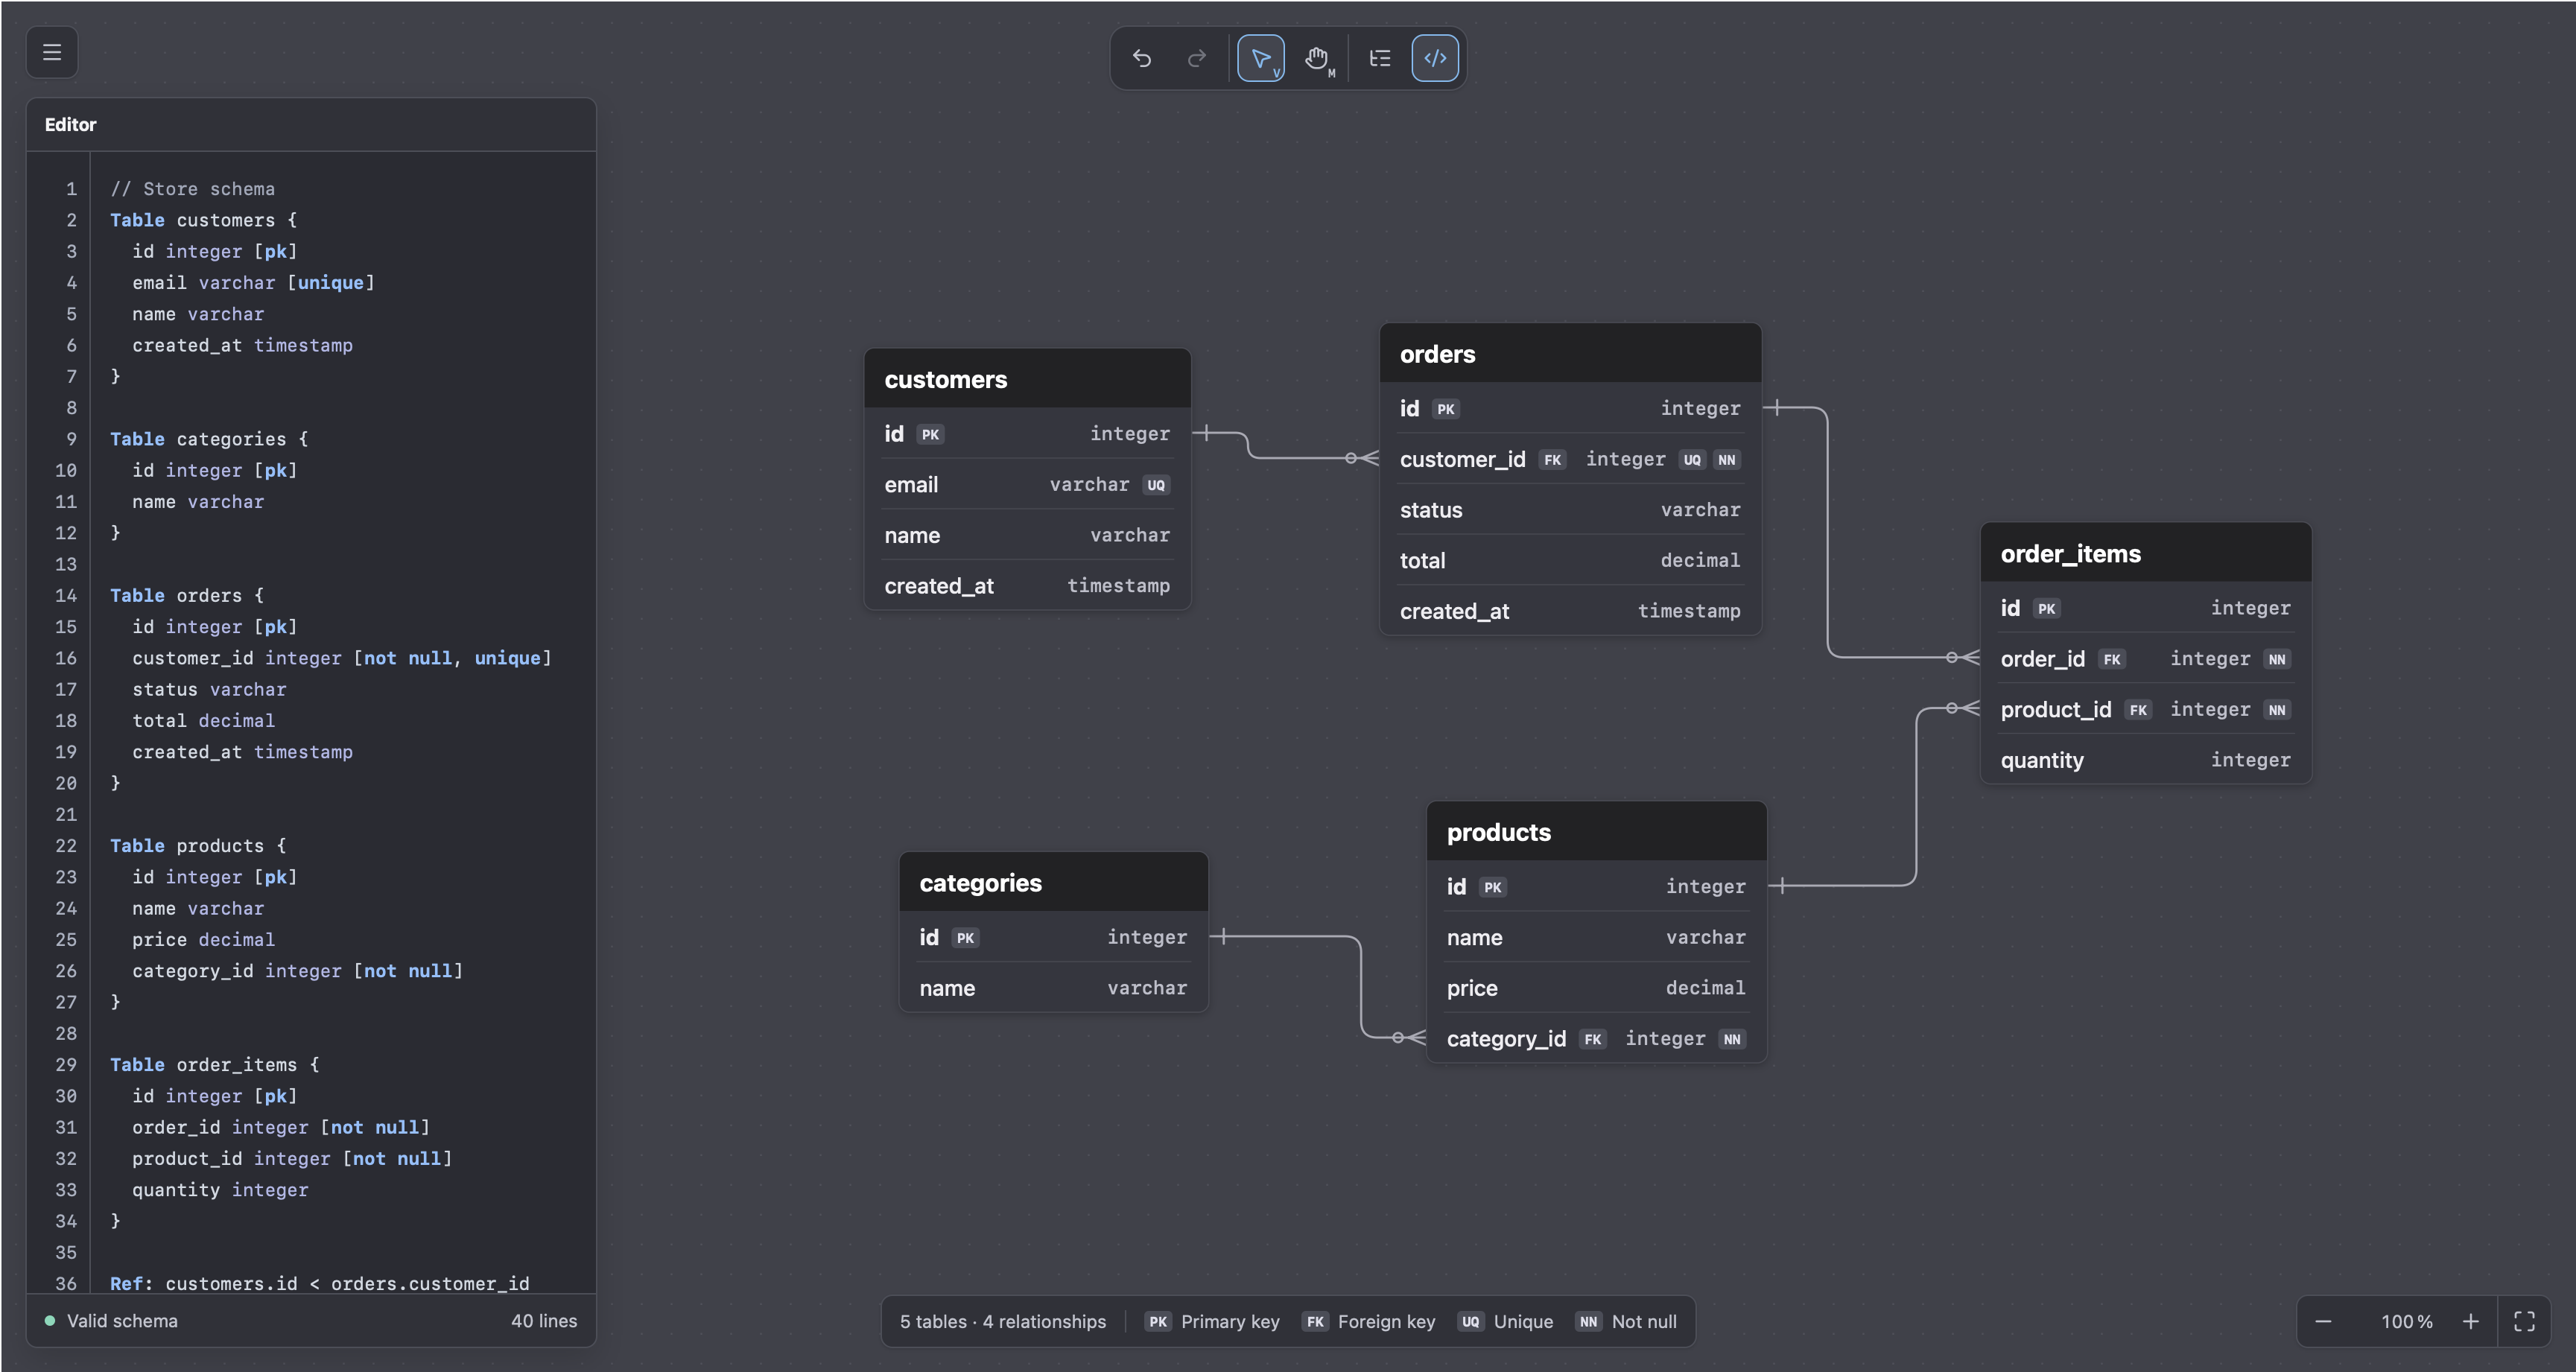 V
M
Editor
1 // Store schema
2 Table customers {
3 id integer [pk]
4 email varchar [unique]
5 name varchar
6 created_at timestamp
7 }
8
9 Table categories {
10 id integer [pk]
11 name varchar
12 }
13
14 Table orders {
15 id integer [pk]
16 customer_id integer [not null, unique]
17 status varchar
18 total decimal
19 created_at timestamp
20 }
21
22 Table products {
23 id integer [pk]
24 name varchar
25 price decimal
26 category_id integer [not null]
27 }
28
29 Table order_items {
30 id integer [pk]
31 order_id integer [not null]
32 product_id integer [not null]
33 quantity integer
34 }
35
36 Ref: customers.id < orders.customer_id
Valid schema 40 lines
customers
id PK integer
email varchar UQ
name varchar
created_at timestamp
orders
id PK integer
customer_id FK integer UQ NN
status varchar
total decimal
created_at timestamp
order_items
id PK integer
order_id FK integer NN
product_id FK integer NN
quantity integer
categories
id PK integer
name varchar
products
id PK integer
name varchar
price decimal
category_id FK integer NN
5 tables · 4 relationships PK Primary key FK Foreign key UQ Unique NN Not null
100%